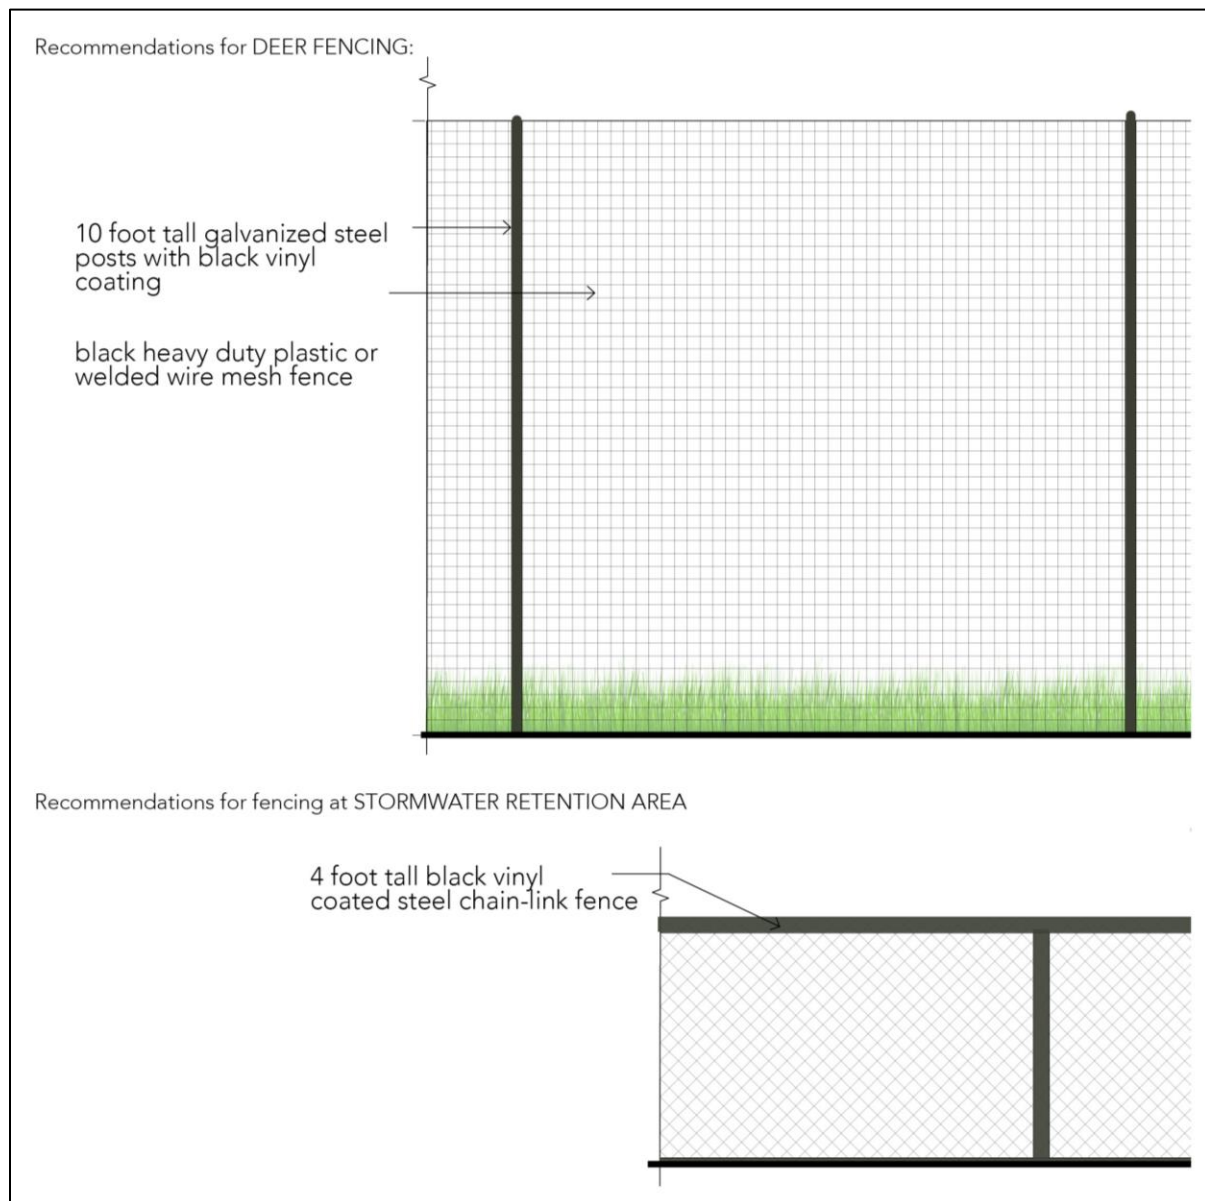 Recommendations for DEER FENCING:
10 foot tall galvanized steel
posts with black vinyl
coating
black heavy duty plastic or
welded wire mesh fence
Recommendations for fencing at STORMWATER RETENTION AREA
4 foot tall black vinyl
coated steel chain-link fence